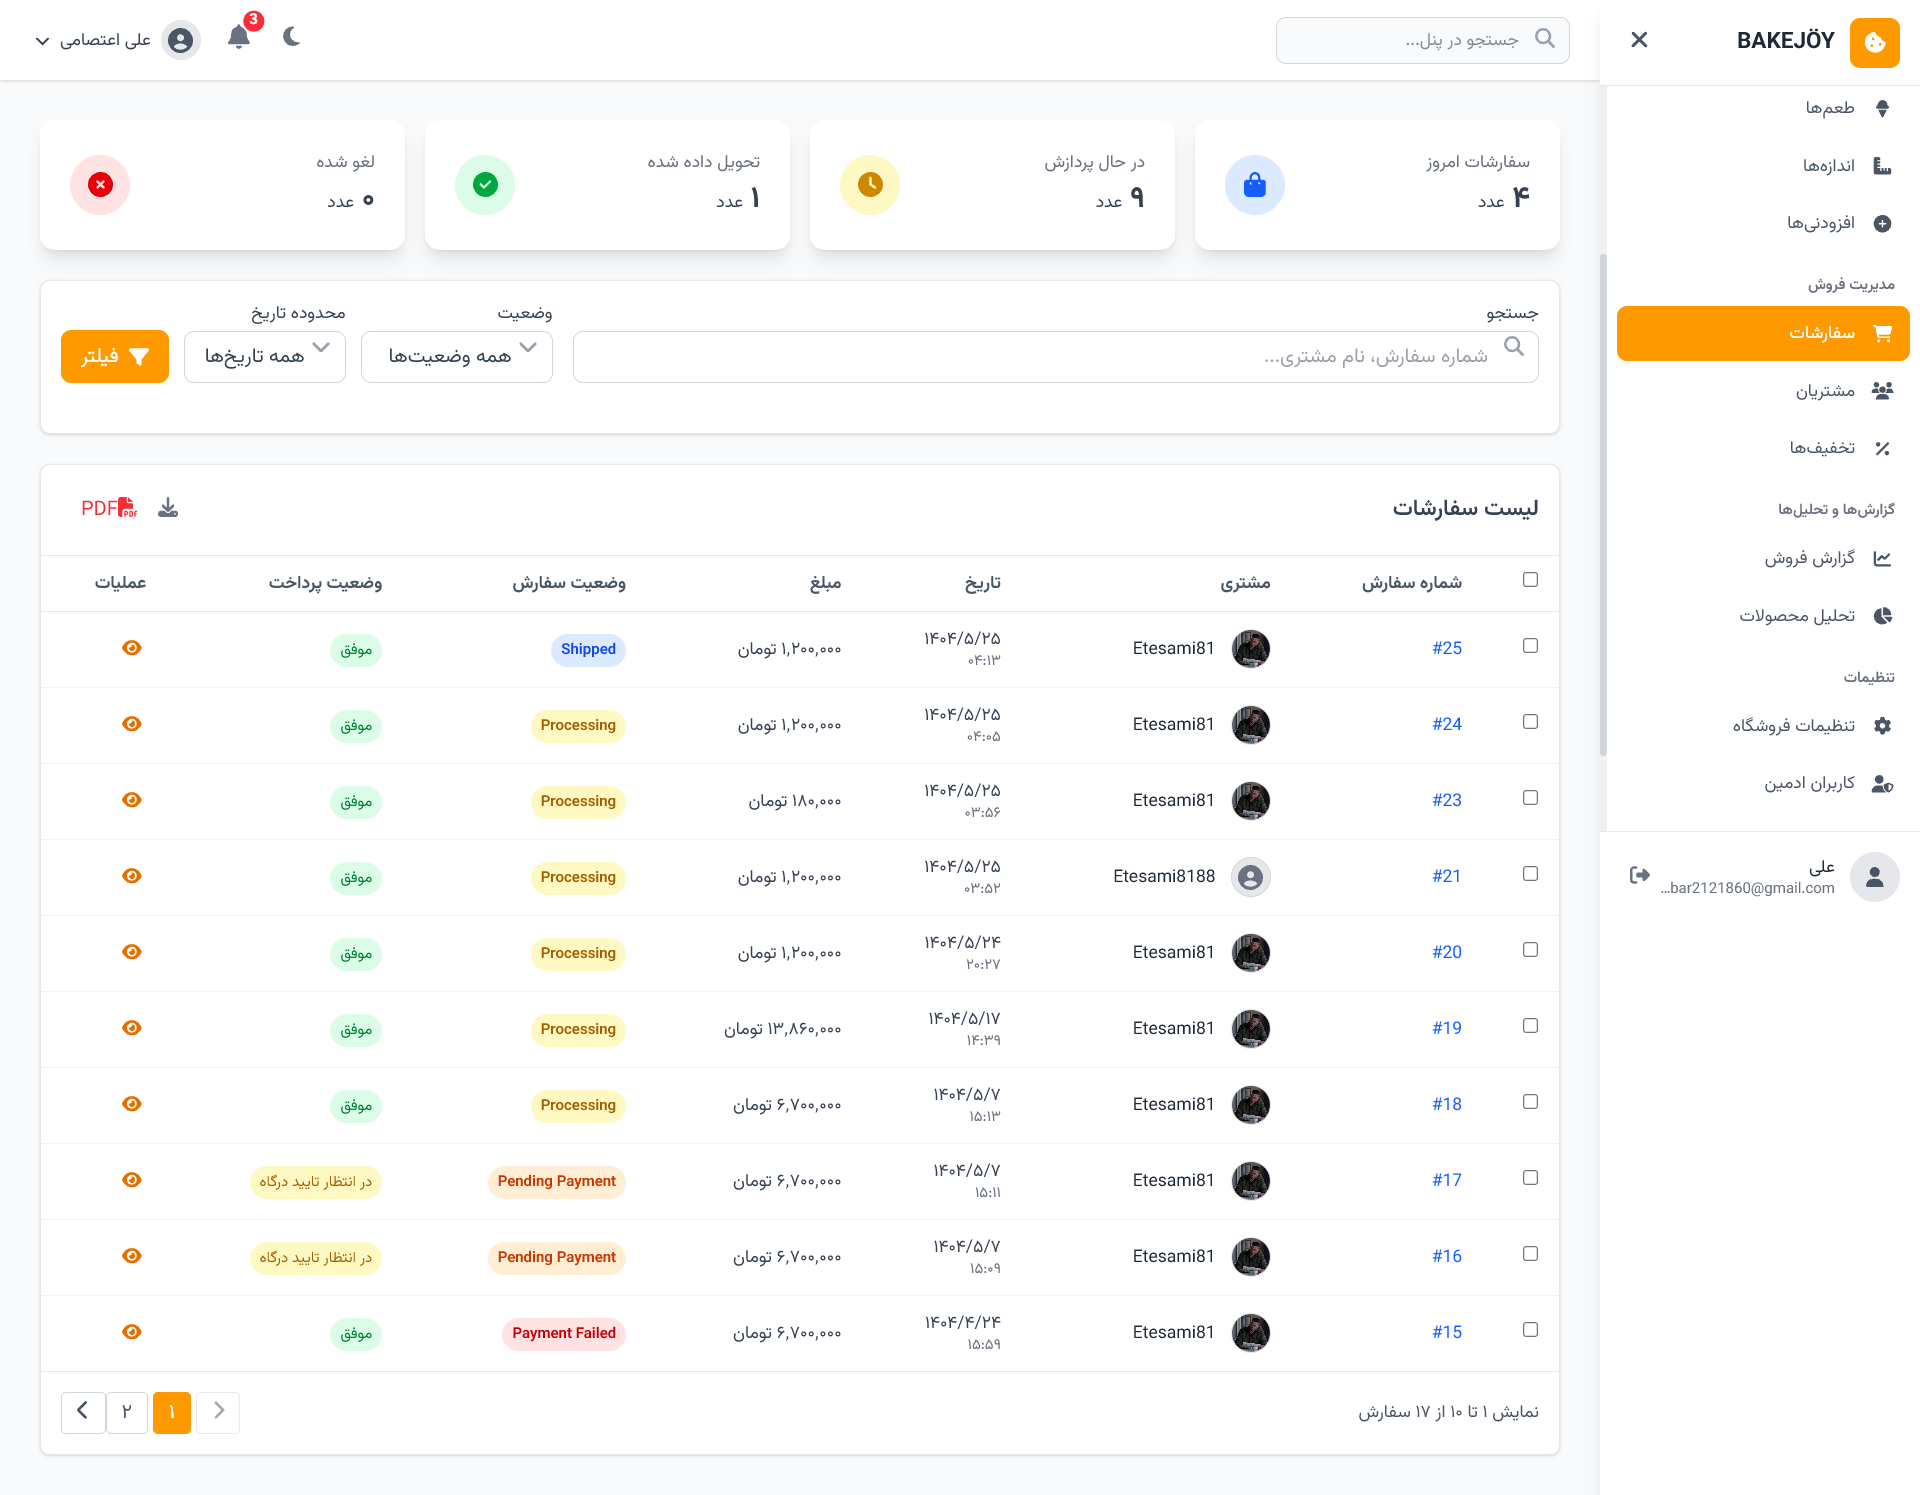 BAKEJÖY
طعم‌ها
اندازه‌ها
افزودنی‌ها
مدیریت فروش
سفارشات
مشتریان
تخفیف‌ها
گزارش‌ها و تحلیل‌ها
گزارش فروش
تحلیل محصولات
تنظیمات
تنظیمات فروشگاه
کاربران ادمین
علی
...bar2121860@gmail.com
جستجو در پنل...
3
علی اعتصامی
سفارشات امروز
۴ عدد
در حال پردازش
۹ عدد
تحویل داده شده
۱ عدد
لغو شده
۰ عدد
جستجو
شماره سفارش، نام مشتری...
وضعیت
همه وضعیت‌ها
محدوده تاریخ
همه تاریخ‌ها
فیلتر
لیست سفارشات
PDF
شماره سفارش مشتری تاریخ مبلغ وضعیت سفارش وضعیت پرداخت عملیات
#25 Etesami81 ۱۴۰۴/۵/۲۵ ۱,۲۰۰,۰۰۰ تومان Shipped موفق
۰۴:۱۳
#24 Etesami81 ۱۴۰۴/۵/۲۵ ۱,۲۰۰,۰۰۰ تومان Processing موفق
۰۴:۰۵
#23 Etesami81 ۱۴۰۴/۵/۲۵ ۱۸۰,۰۰۰ تومان Processing موفق
۰۳:۵۶
#21 Etesami8188 ۱۴۰۴/۵/۲۵ ۱,۲۰۰,۰۰۰ تومان Processing موفق
۰۳:۵۲
#20 Etesami81 ۱۴۰۴/۵/۲۴ ۱,۲۰۰,۰۰۰ تومان Processing موفق
۲۰:۲۷
#19 Etesami81 ۱۴۰۴/۵/۱۷ ۱۳,۸۶۰,۰۰۰ تومان Processing موفق
۱۴:۳۹
#18 Etesami81 ۱۴۰۴/۵/۷ ۶,۷۰۰,۰۰۰ تومان Processing موفق
۱۵:۱۳
#17 Etesami81 ۱۴۰۴/۵/۷ ۶,۷۰۰,۰۰۰ تومان Pending Payment در انتظار تایید درگاه
۱۵:۱۱
#16 Etesami81 ۱۴۰۴/۵/۷ ۶,۷۰۰,۰۰۰ تومان Pending Payment در انتظار تایید درگاه
۱۵:۰۹
#15 Etesami81 ۱۴۰۴/۴/۲۴ ۶,۷۰۰,۰۰۰ تومان Payment Failed موفق
۱۵:۵۹
نمایش ۱ تا ۱۰ از ۱۷ سفارش
۱ ۲